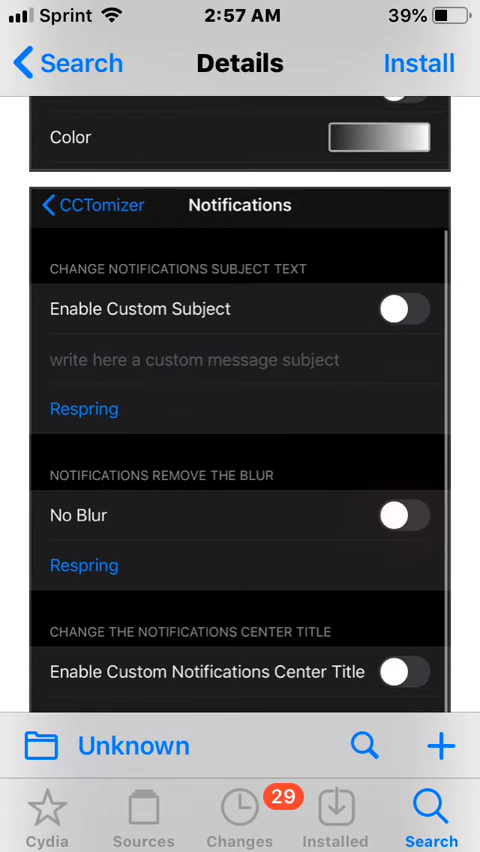 Sprint 2:57 AM 39%
Search Details Install
Color
CCTomizer Notifications
CHANGE NOTIFICATIONS SUBJECT TEXT
Enable Custom Subject
write here a custom message subject
Respring
NOTIFICATIONS REMOVE THE BLUR
No Blur
Respring
CHANGE THE NOTIFICATIONS CENTER TITLE
Enable Custom Notifications Center Title
Unknown
29
Cydia Sources Changes Installed Search